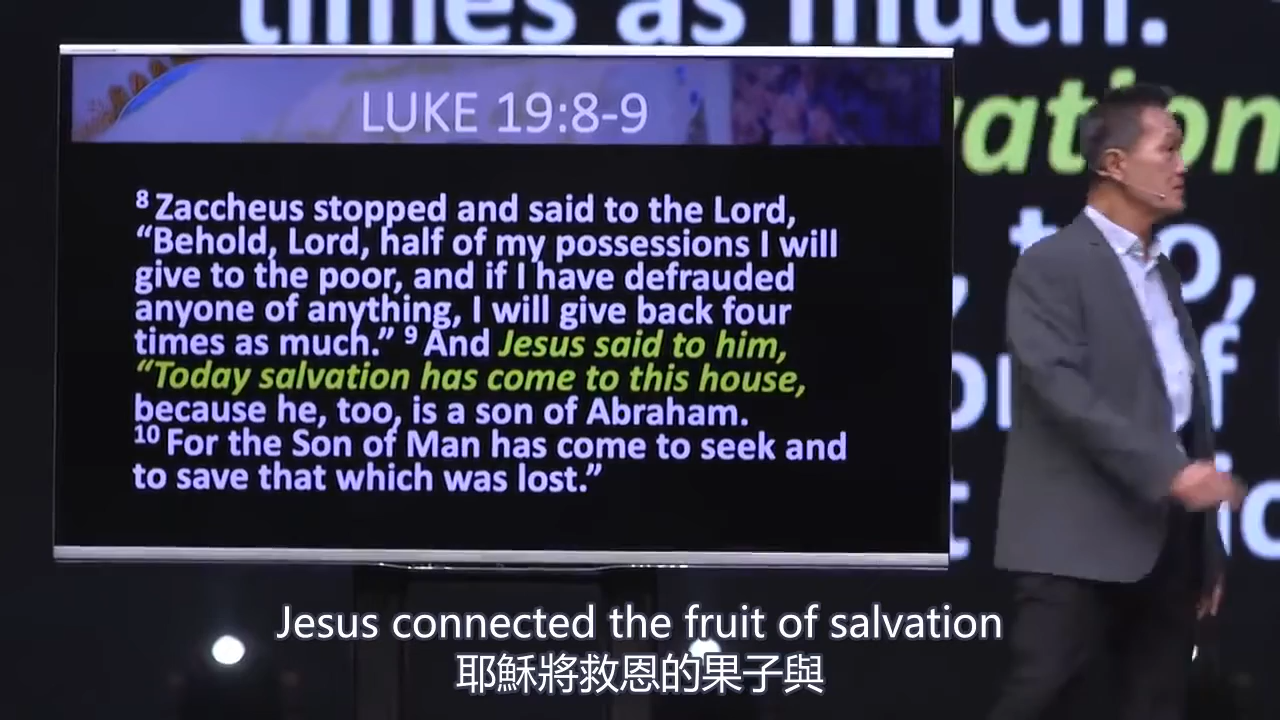 times as much.
LUKE 19:8-9
8 Zaccheus stopped and said to the Lord,
“Behold, Lord, half of my possessions I will
give to the poor, and if I have defrauded
anyone of anything, I will give back four
times as much.” 9 And Jesus said to him,
“Today salvation has come to this house,
because he, too, is a son of Abraham.
10 For the Son of Man has come to seek and
to save that which was lost.”
Jesus connected the fruit of salvation
耶穌將救恩的果子與